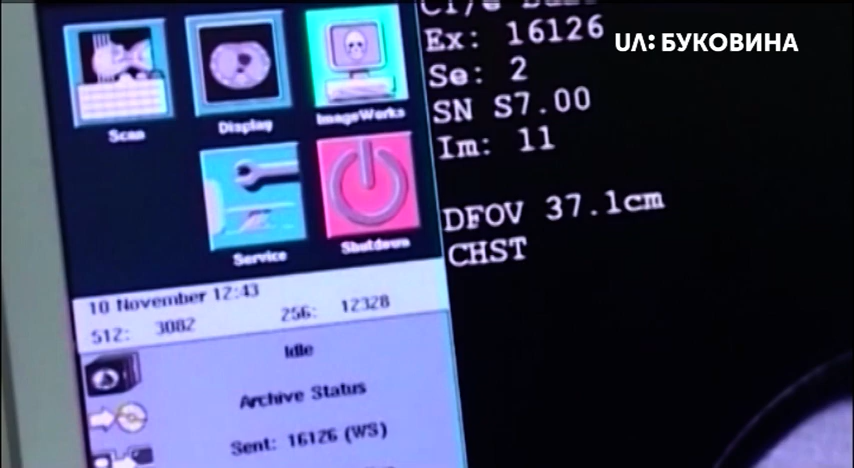 Ex: 16126
Se: 2
SN S7.00
Im: 11
DFOV 37.1cm
CHST
UA: БУКОВИНА
Scan
Display
ImageWorks
Service
Shutdown
10 November 12:43
512: 3082 256: 12328
Idle
Archive Status
Sent: 16126 (WS)